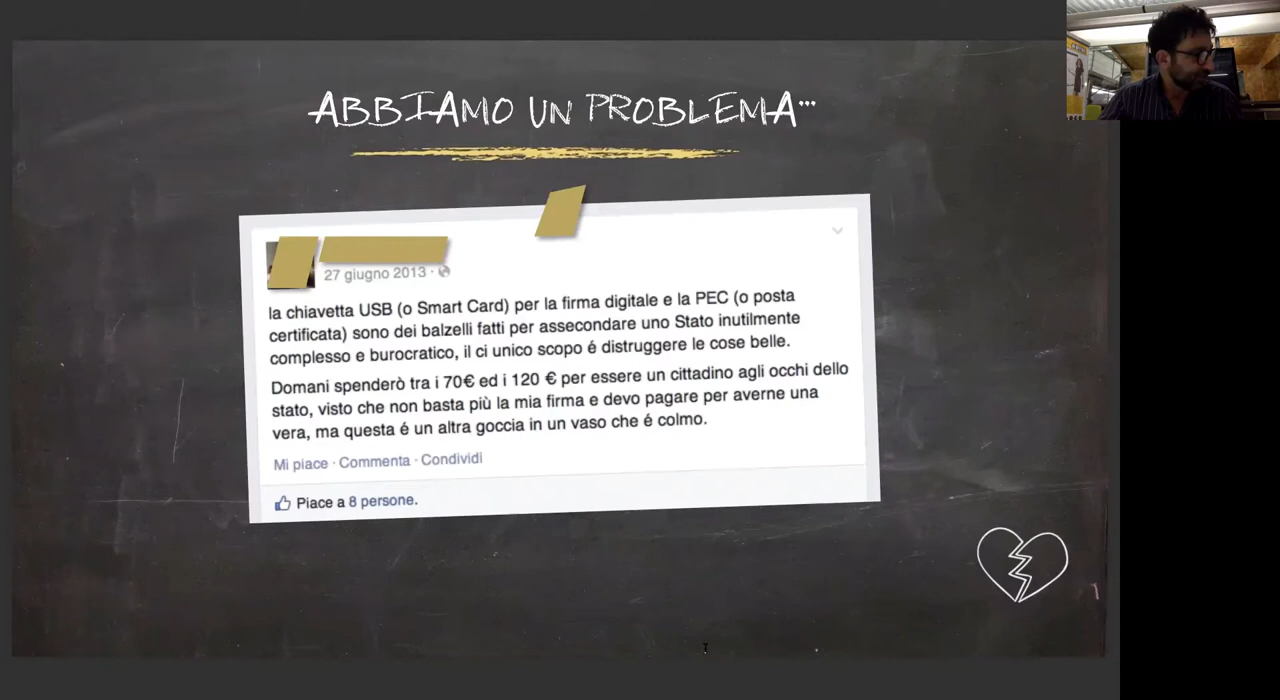 ABBIAMO UN PROBLEMA...
27 giugno 2013 ·
la chiavetta USB (o Smart Card) per la firma digitale e la PEC (o posta
certificata) sono dei balzelli fatti per assecondare uno Stato inutilmente
complesso e burocratico, il ci unico scopo é distruggere le cose belle.
Domani spenderò tra i 70€ ed i 120 € per essere un cittadino agli occhi dello
stato, visto che non basta più la mia firma e devo pagare per averne una
vera, ma questa é un altra goccia in un vaso che é colmo.
Mi piace · Commenta · Condividi
Piace a 8 persone.